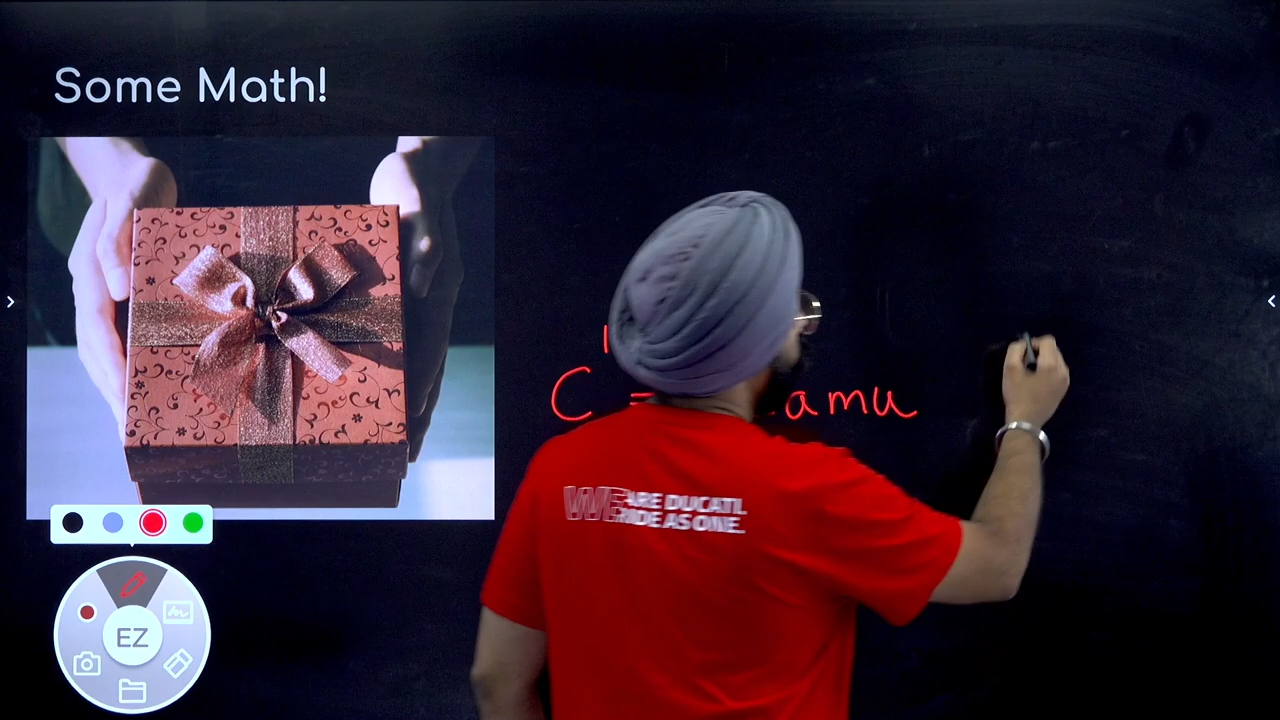 Some Math!
C = amu
WE ARE DUCATI.
RIDE AS ONE.
EZ